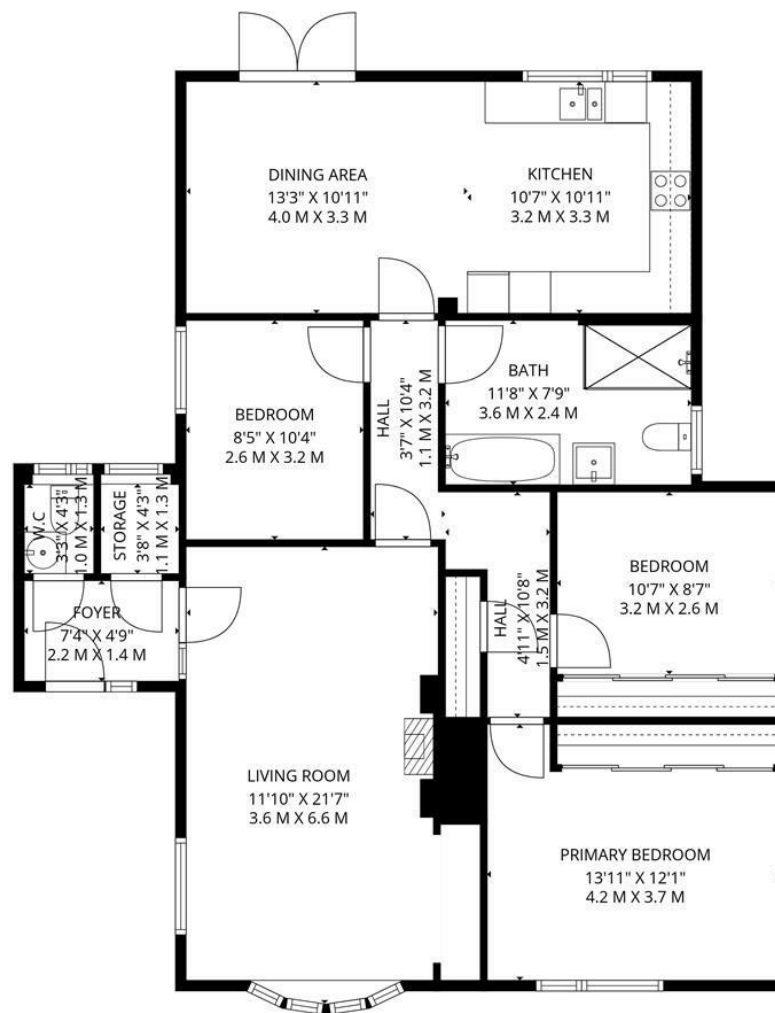 DINING AREA
13'3" X 10'11"
4.0 M X 3.3 M
KITCHEN
10'7" X 10'11"
3.2 M X 3.3 M
BEDROOM
8'5" X 10'4"
2.6 M X 3.2 M
HALL
3'7" X 10'4"
1.1 M X 3.2 M
BATH
11'8" X 7'9"
3.6 M X 2.4 M
W.C
3'3" X 4'3"
1.0 M X 1.3 M
STORAGE
3'8" X 4'3"
1.1 M X 1.3 M
FOYER
7'4" X 4'9"
2.2 M X 1.4 M
HALL
4'11" X 10'8"
1.5 M X 3.2 M
BEDROOM
10'7" X 8'7"
3.2 M X 2.6 M
LIVING ROOM
11'10" X 21'7"
3.6 M X 6.6 M
PRIMARY BEDROOM
13'11" X 12'1"
4.2 M X 3.7 M